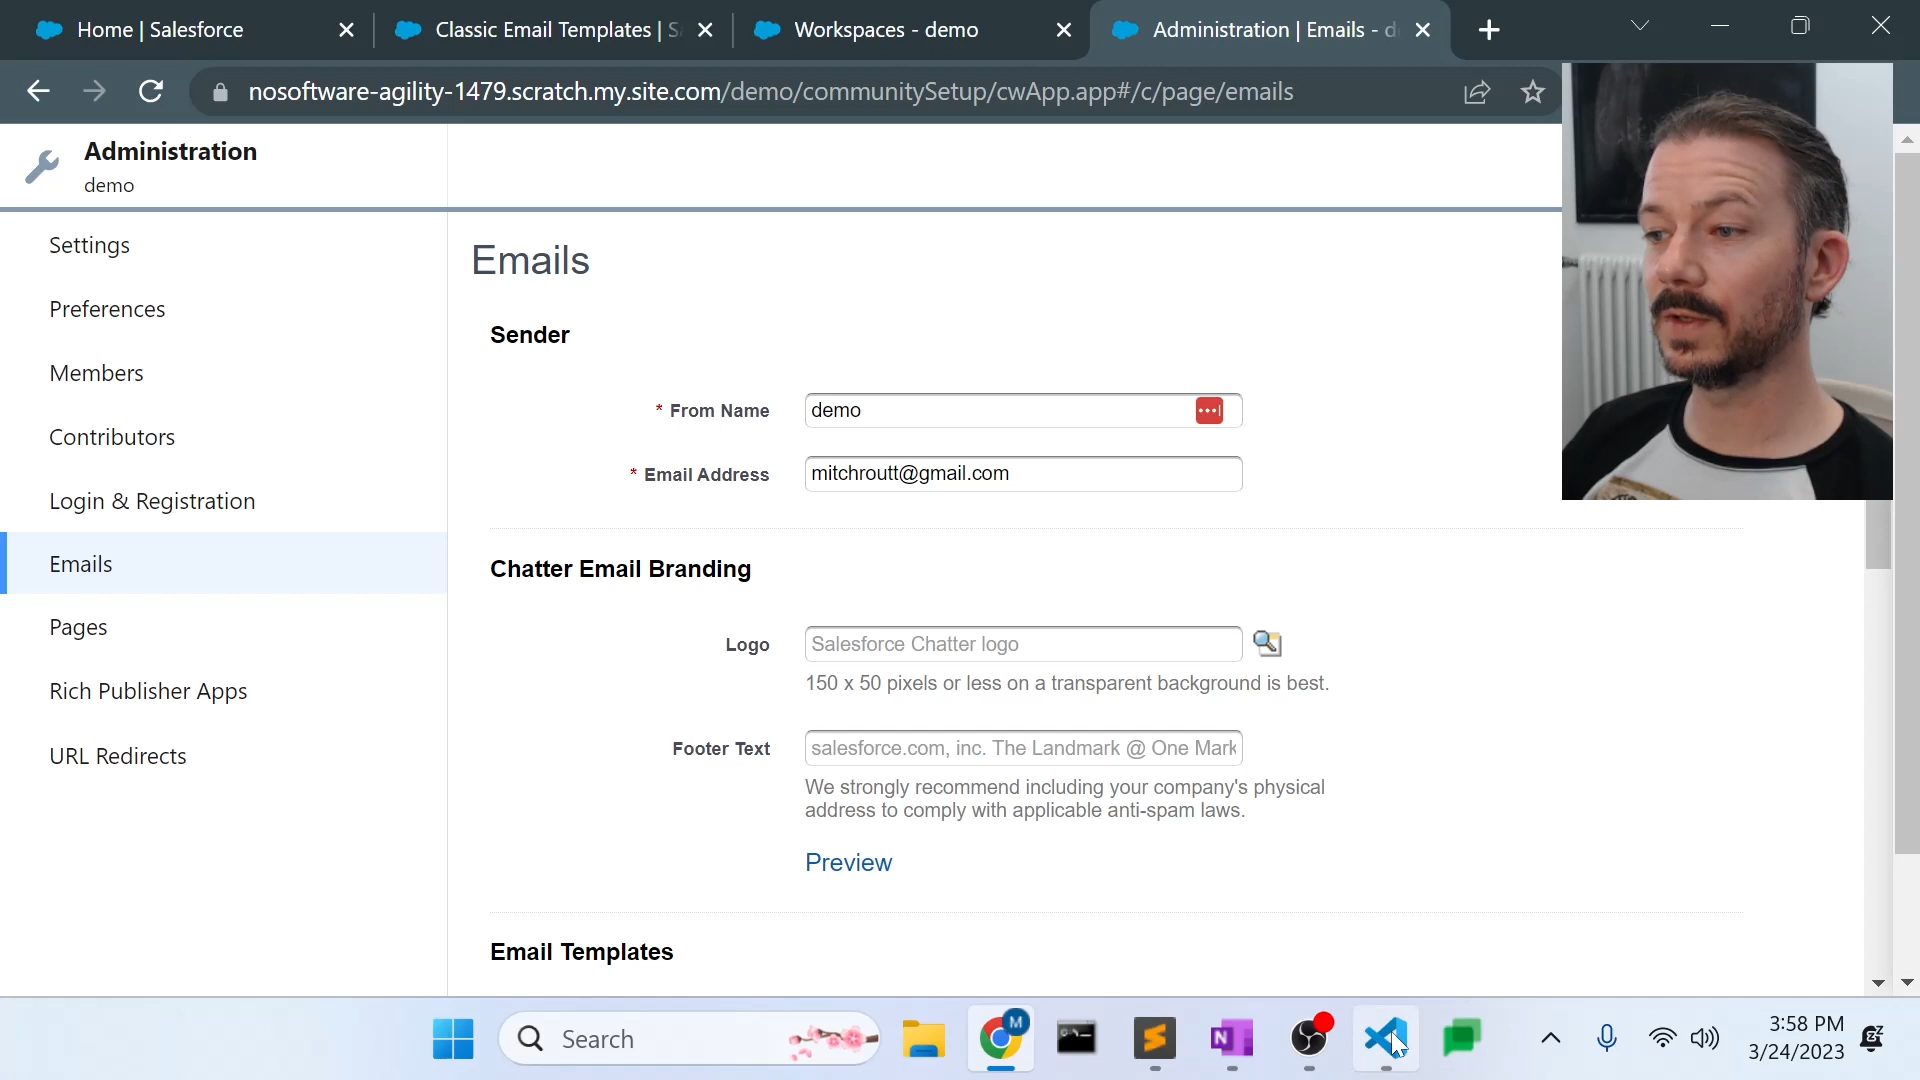 Home | Salesforce
Classic Email Templates | S
Workspaces - demo
Administration | Emails - d
nosoftware-agility-1479.scratch.my.site.com/demo/communitySetup/cwApp.app#/c/page/emails
Administration
demo
Settings
Preferences
Members
Contributors
Login & Registration
Emails
Pages
Rich Publisher Apps
URL Redirects
Emails
Sender
* From Name
demo
* Email Address
mitchroutt@gmail.com
Chatter Email Branding
Logo
Salesforce Chatter logo
150 x 50 pixels or less on a transparent background is best.
Footer Text
salesforce.com, inc. The Landmark @ One Mark
We strongly recommend including your company's physical
address to comply with applicable anti-spam laws.
Preview
Email Templates
Search
M
N
3:58 PM
3/24/2023